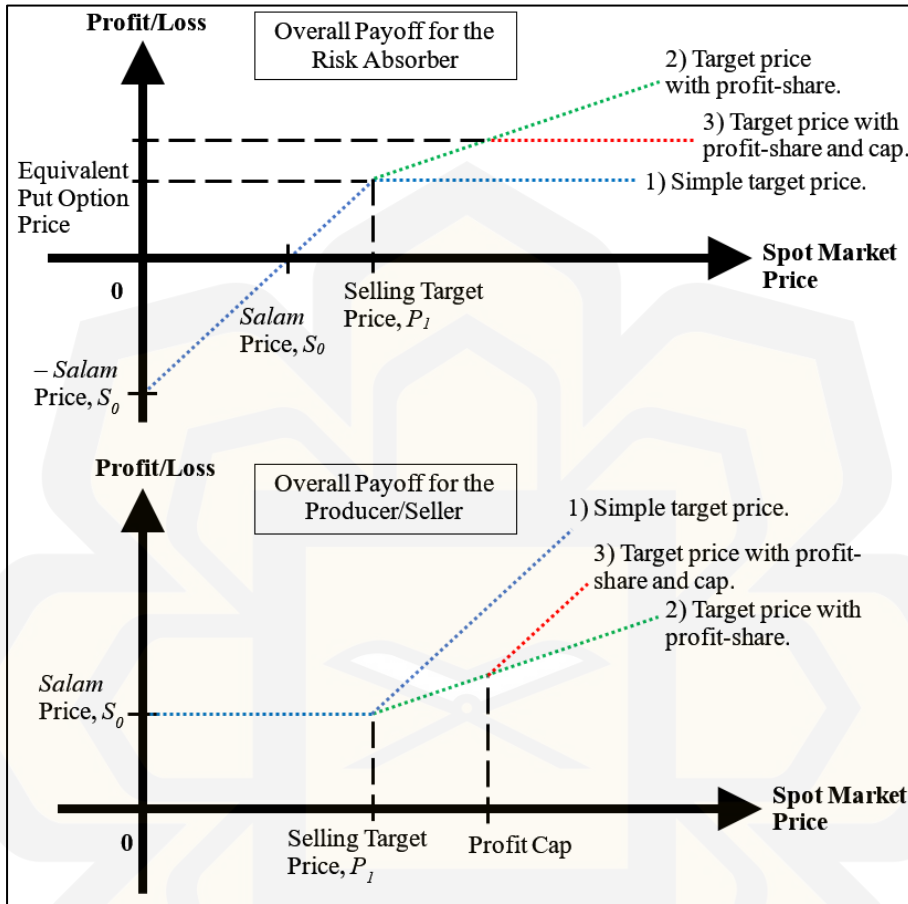 Profit/Loss
Overall Payoff for the
Risk Absorber
2) Target price
with profit-share.
3) Target price with
profit-share and cap.
Equivalent
Put Option
Price
1) Simple target price.
Spot Market
Price
0
Salam
Price, S₀
Selling Target
Price, P₁
– Salam
Price, S₀
Profit/Loss
Overall Payoff for the
Producer/Seller
1) Simple target price.
3) Target price with profit-
share and cap.
2) Target price with
profit-share.
Salam
Price, S₀
Spot Market
Price
0
Selling Target
Price, P₁
Profit Cap